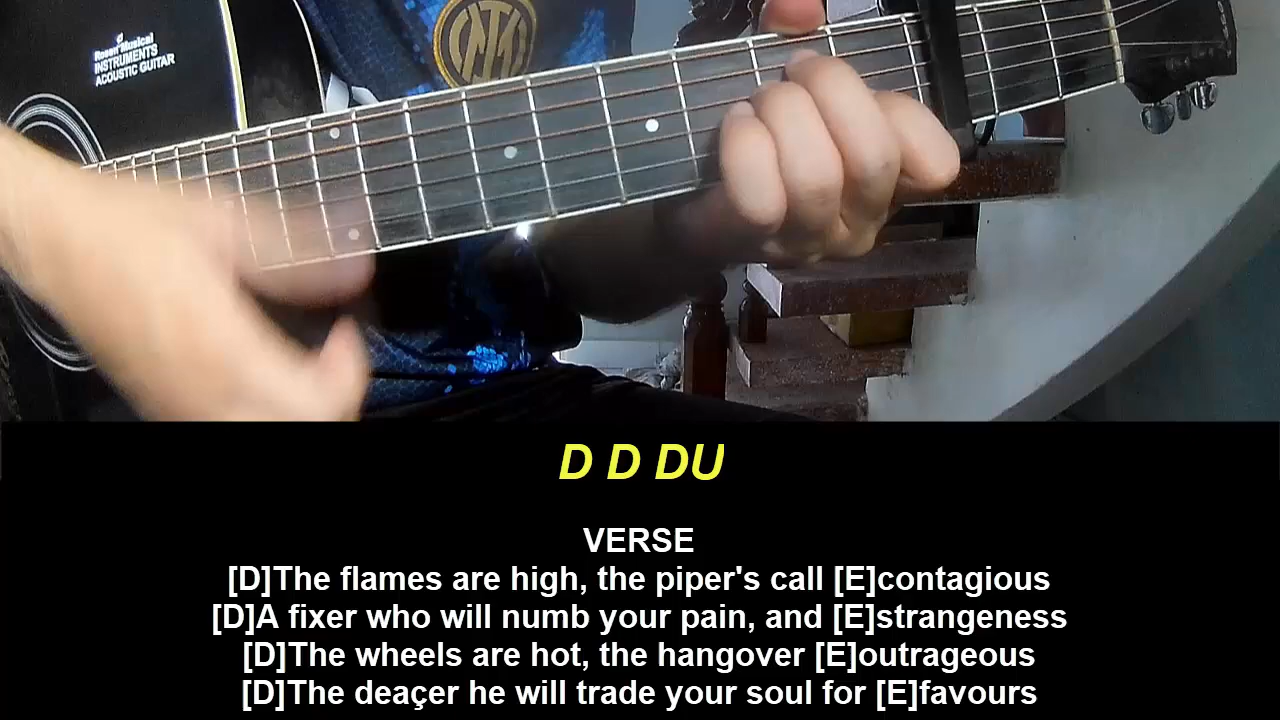 Rosen Musical
INSTRUMENTS
ACOUSTIC GUITAR
D D DU
VERSE
[D]The flames are high, the piper's call [E]contagious
[D]A fixer who will numb your pain, and [E]strangeness
[D]The wheels are hot, the hangover [E]outrageous
[D]The deaçer he will trade your soul for [E]favours